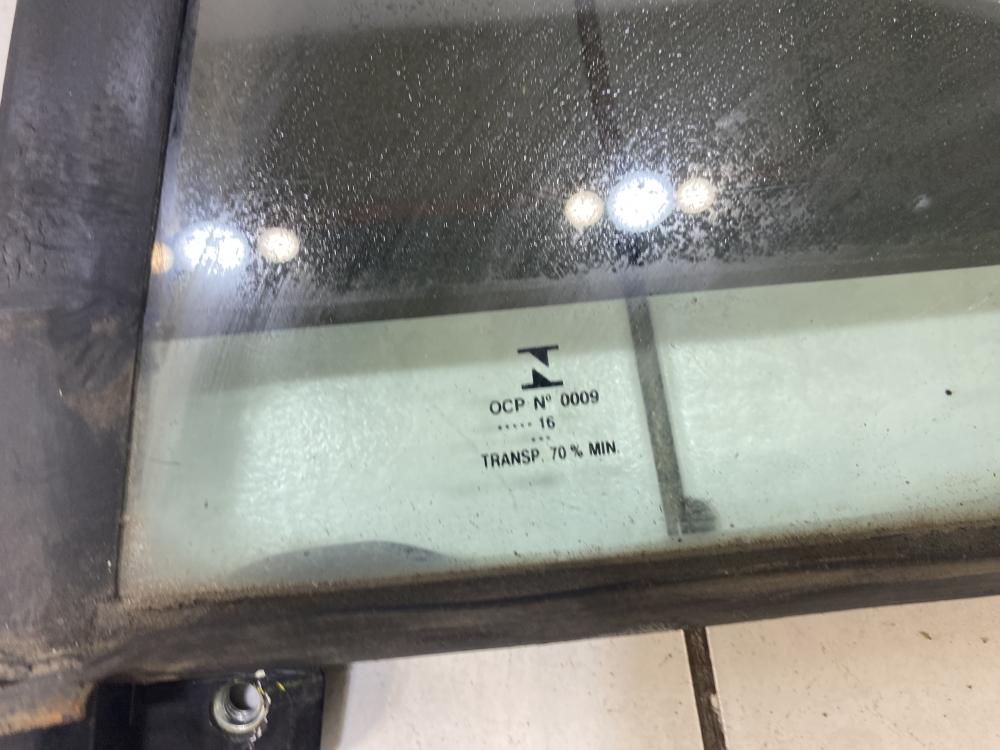 OCP Nº 0009
····· 16
···
TRANSP. 70 % MIN.